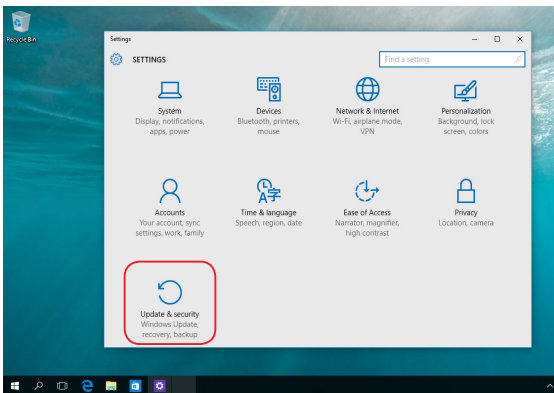 Recycle Bin
Settings
SETTINGS
Find a setting
System
Display, notifications,
apps, power
Devices
Bluetooth, printers,
mouse
Network & Internet
Wi-Fi, airplane mode,
VPN
Personalization
Background, lock
screen, colors
Accounts
Your account, sync
settings, work, family
Time & language
Speech, region, date
Ease of Access
Narrator, magnifier,
high contrast
Privacy
Location, camera
Update & security
Windows Update,
recovery, backup